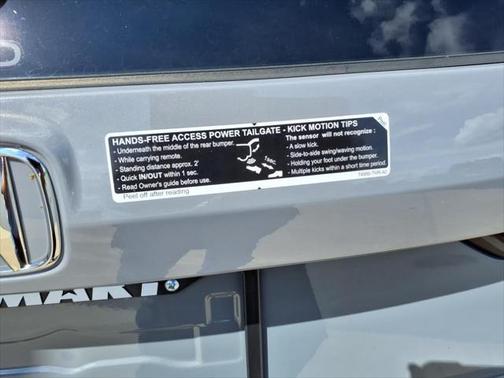 HANDS-FREE ACCESS POWER TAILGATE - KICK MOTION TIPS
- Underneath the middle of the rear bumper.
- While carrying remote.
- Standing distance approx. 2'
- Quick IN/OUT within 1 sec.
- Read Owner's guide before use.
1sec.
The sensor will not recognize :
- A slow kick.
- Side-to-side swing/waving motion.
- Holding your foot under the bumper.
- Multiple kicks within a short time period.
Peel off after reading